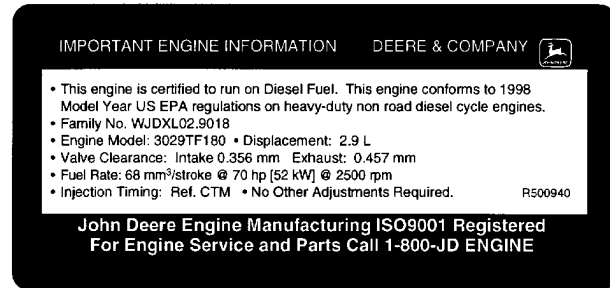 IMPORTANT ENGINE INFORMATION DEERE & COMPANY
• This engine is certified to run on Diesel Fuel. This engine conforms to 1998
Model Year US EPA regulations on heavy-duty non road diesel cycle engines.
• Family No. WJDXL02.9018
• Engine Model: 3029TF180 • Displacement: 2.9 L
• Valve Clearance: Intake 0.356 mm Exhaust: 0.457 mm
• Fuel Rate: 68 mm³/stroke @ 70 hp [52 kW] @ 2500 rpm
• Injection Timing: Ref. CTM • No Other Adjustments Required. R500940
John Deere Engine Manufacturing ISO9001 Registered
For Engine Service and Parts Call 1-800-JD ENGINE